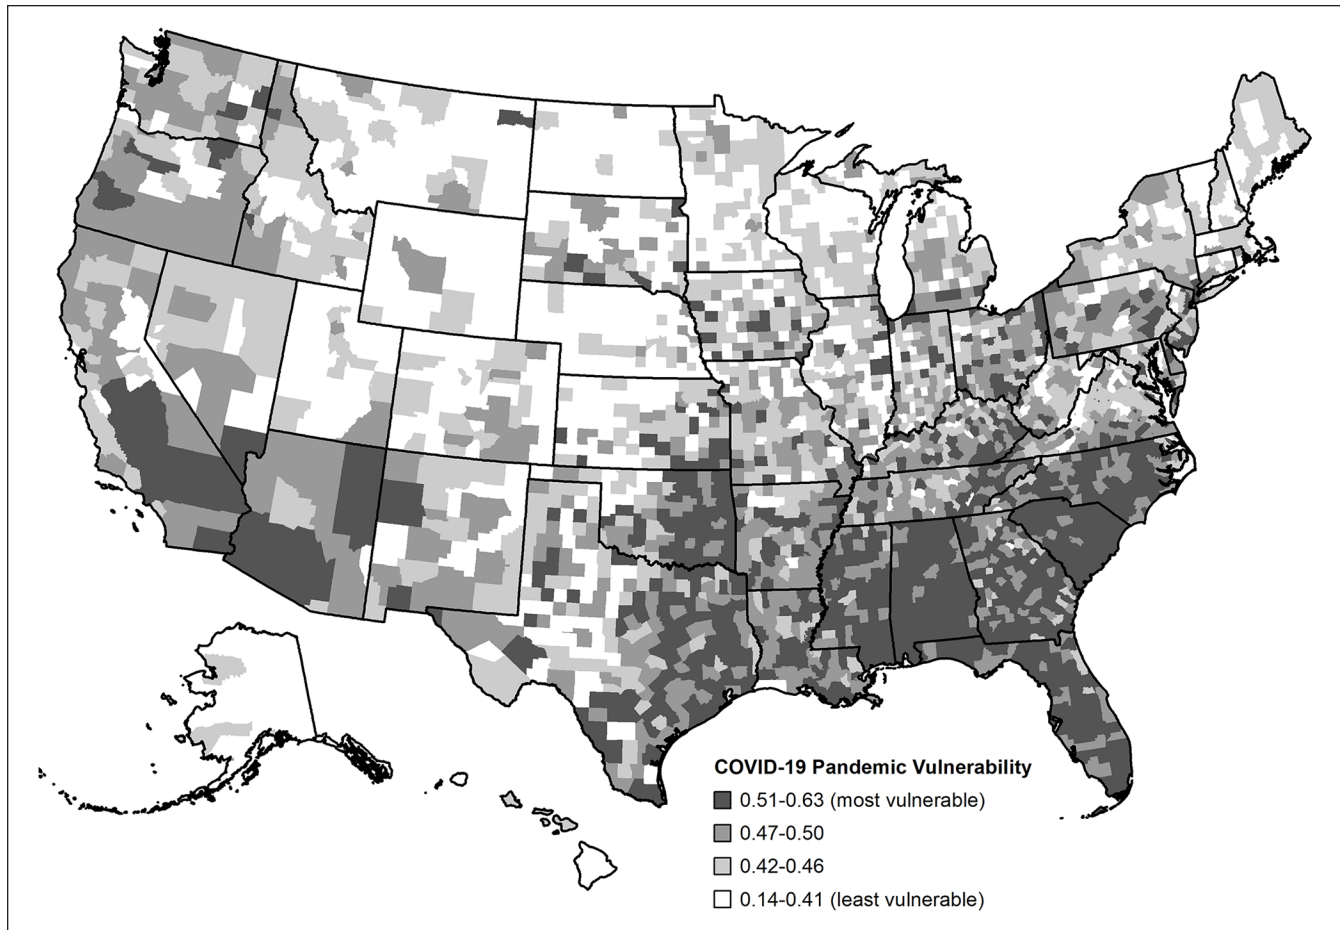 COVID-19 Pandemic Vulnerability
0.51-0.63 (most vulnerable)
0.47-0.50
0.42-0.46
0.14-0.41 (least vulnerable)